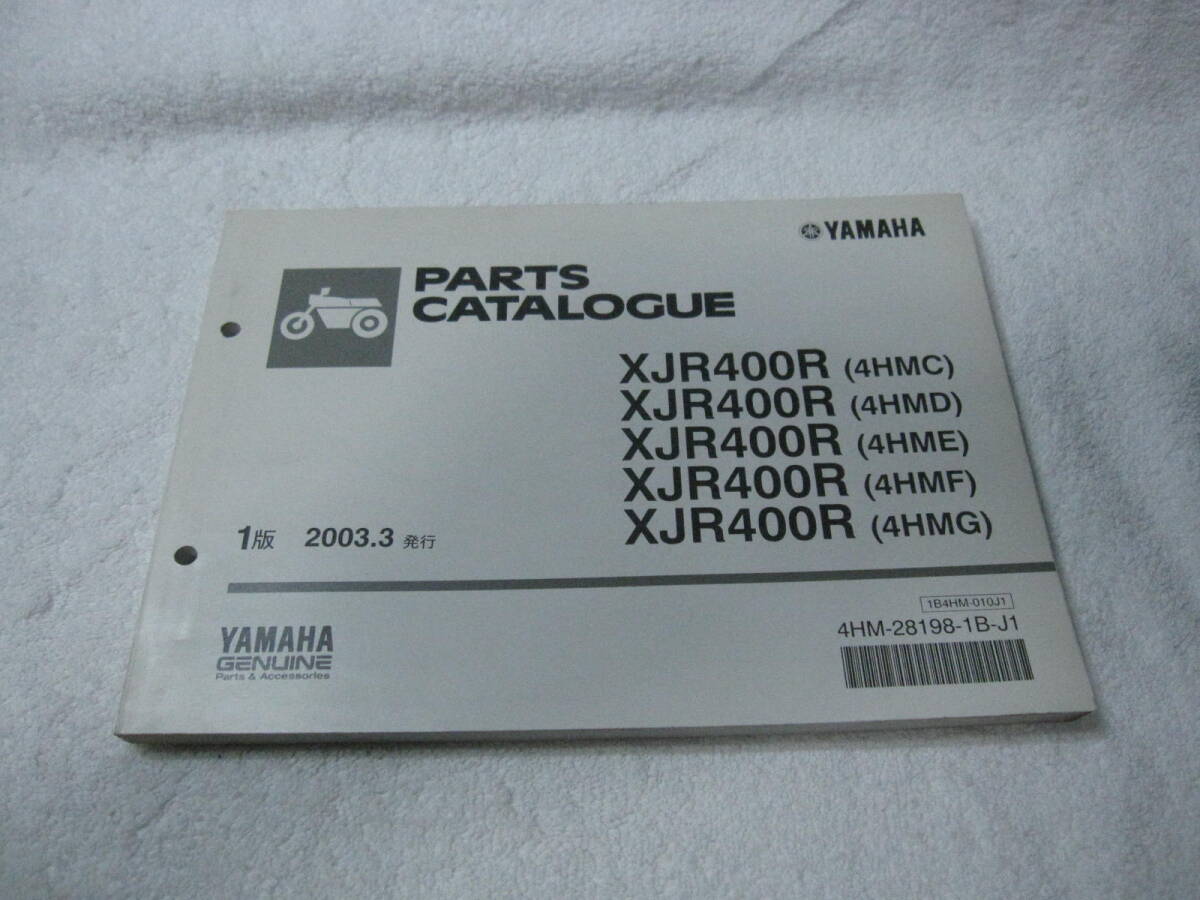 YAMAHA
PARTS
CATALOGUE
XJR400R (4HMC)
XJR400R (4HMD)
XJR400R (4HME)
XJR400R (4HMF)
XJR400R (4HMG)
1版 2003.3 発行
1B4HM-010J1
4HM-28198-1B-J1
YAMAHA
GENUINE
Parts & Accessories